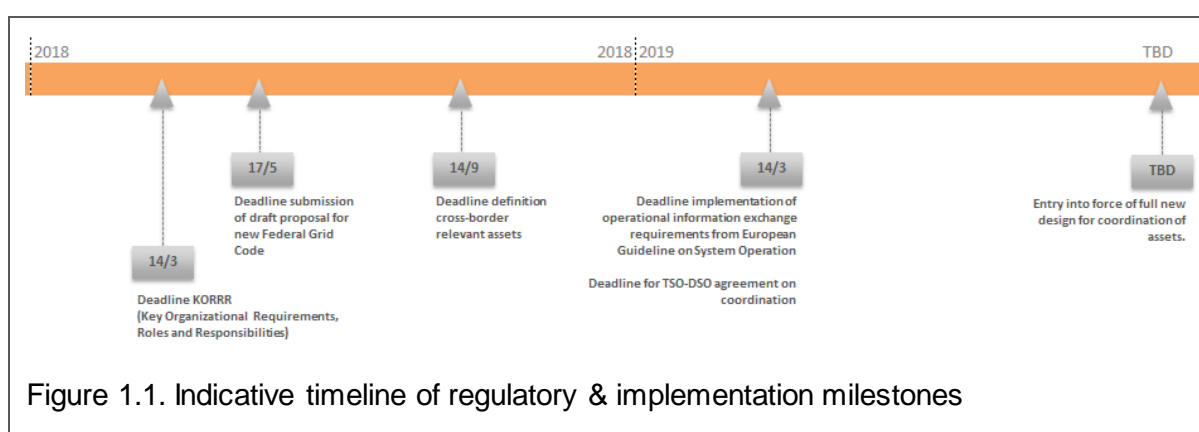 2018
2018 2019
TBD
17/5
Deadline submission
of draft proposal for
new Federal Grid
Code
14/9
Deadline definition
cross-border
relevant assets
14/3
Deadline implementation of
operational information exchange
requirements from European
Guideline on System Operation
Deadline for TSO-DSO agreement on
coordination
TBD
Entry into force of full new
design for coordination of
assets.
14/3
Deadline KORRR
(Key Organizational Requirements,
Roles and Responsibilities)
Figure 1.1. Indicative timeline of regulatory & implementation milestones